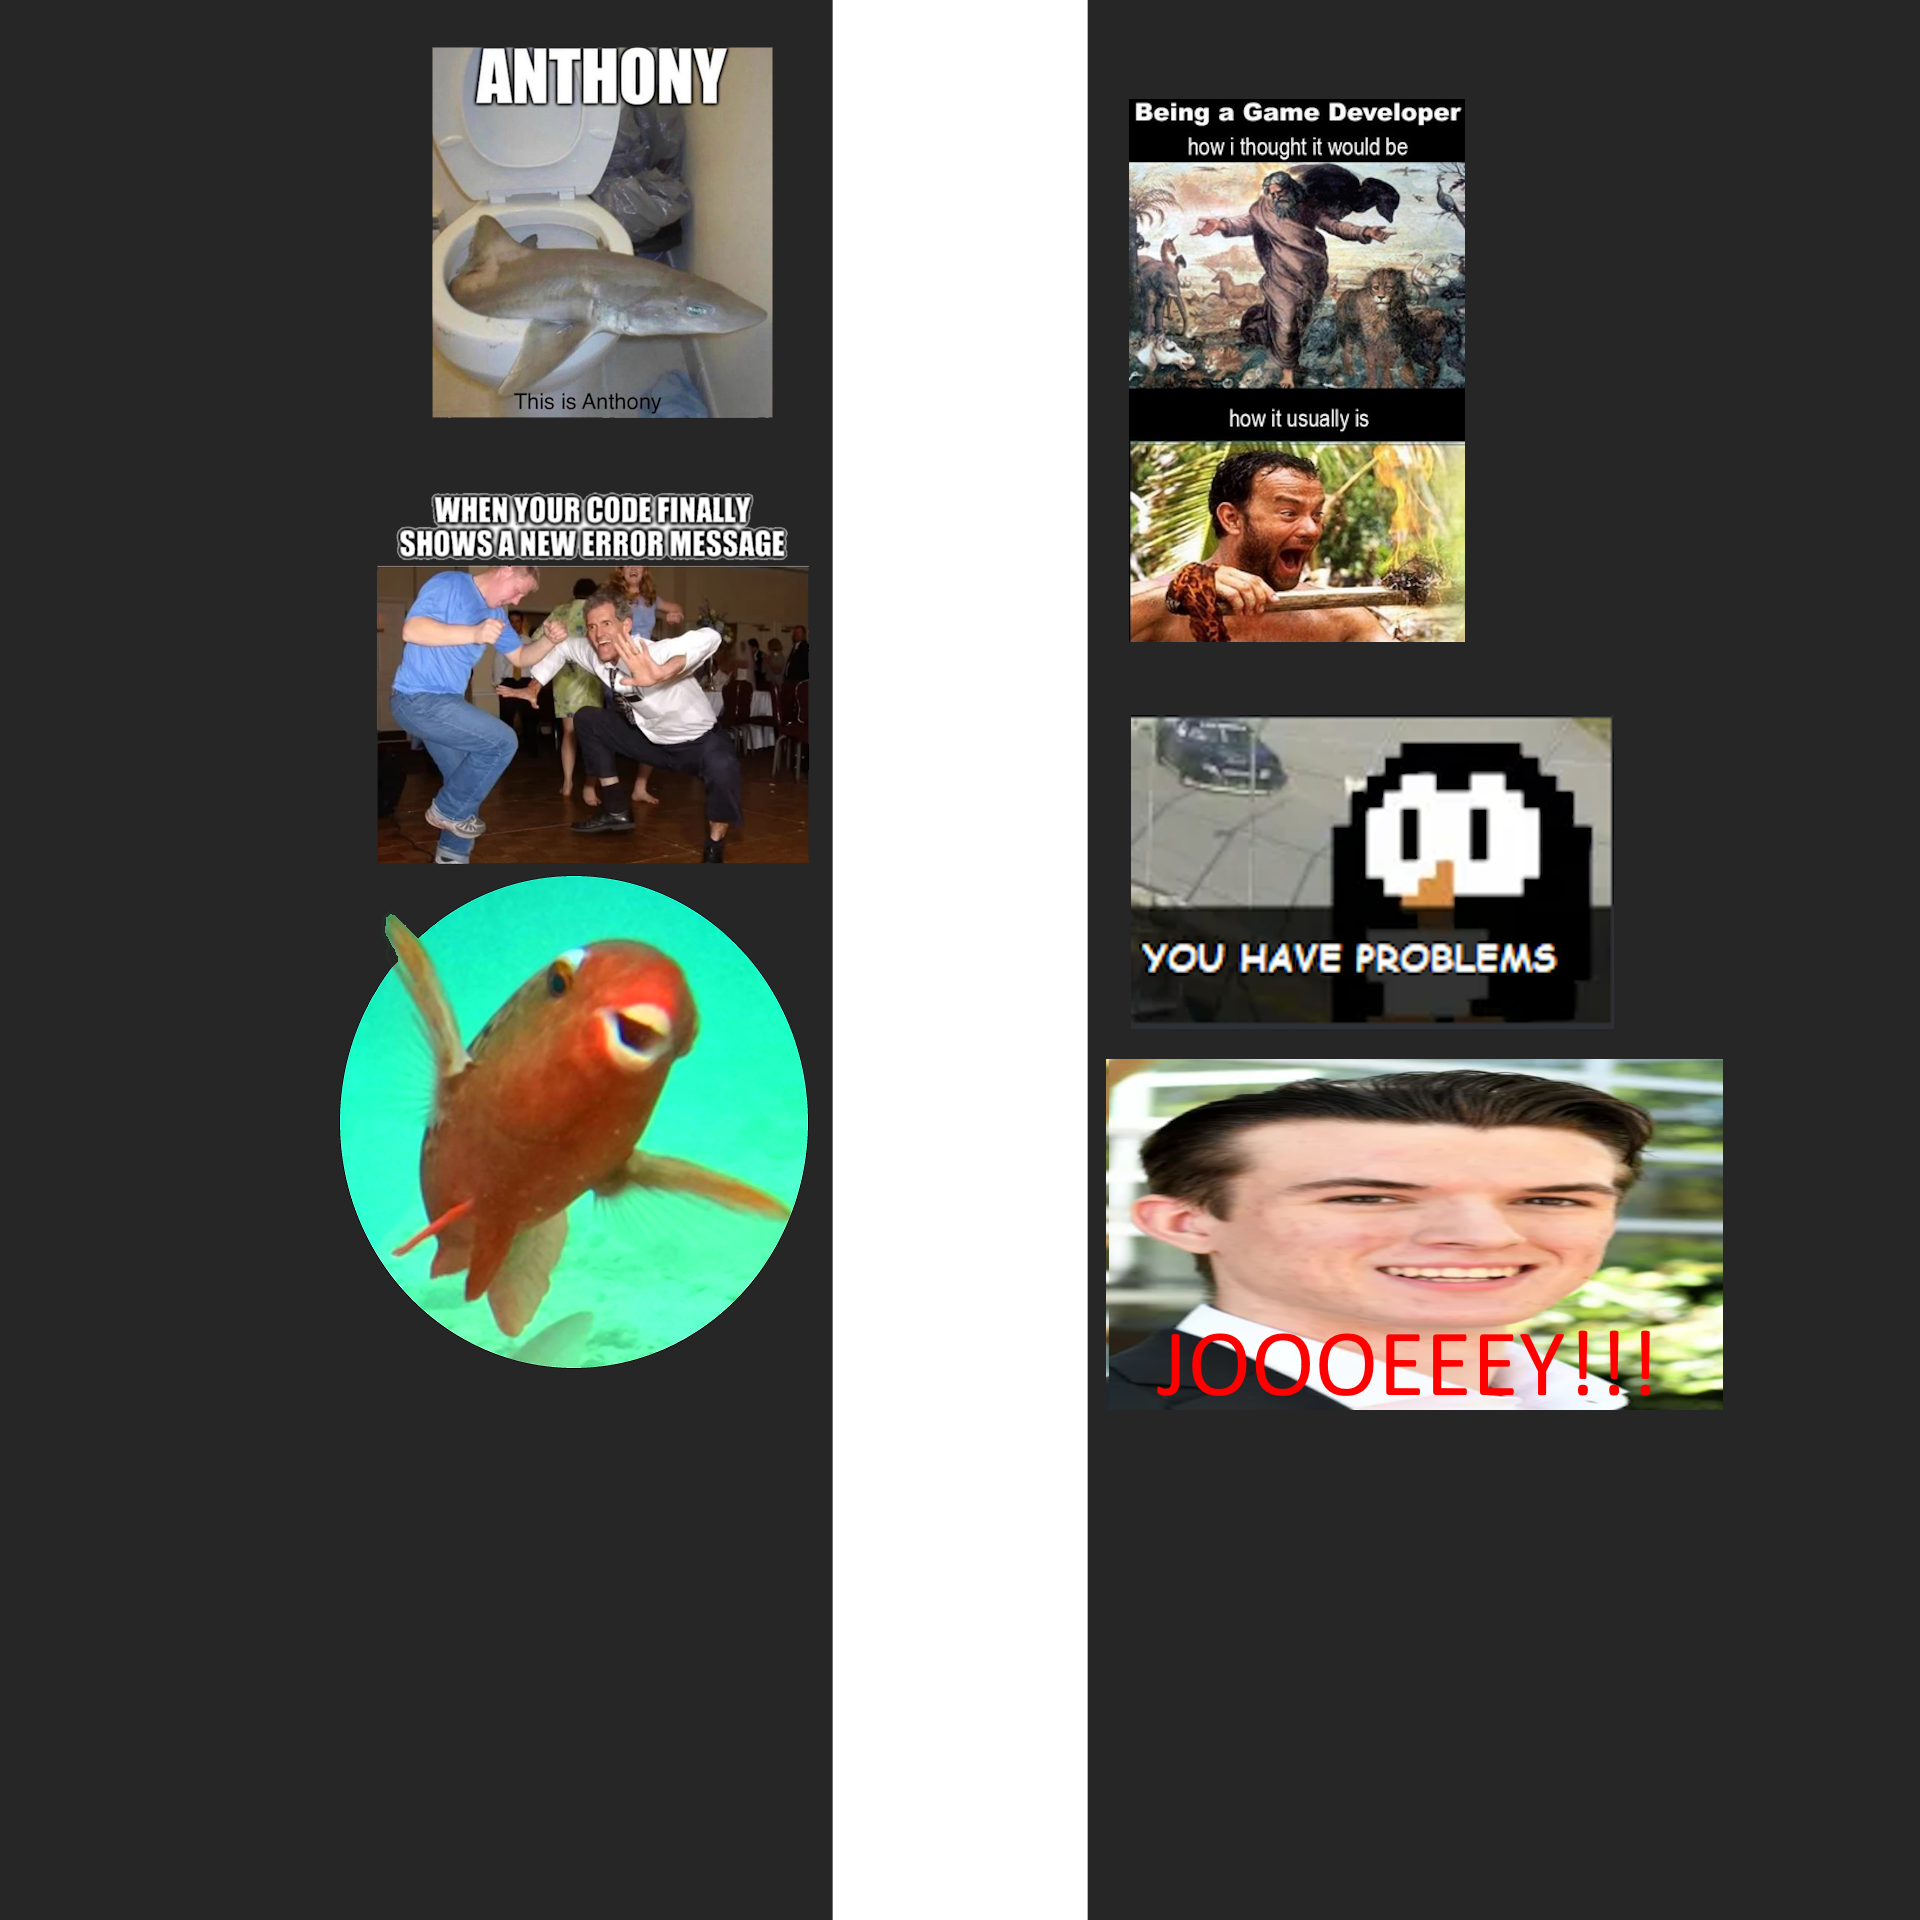 ANTHONY
This is Anthony
WHEN YOUR CODE FINALLY
SHOWS A NEW ERROR MESSAGE
Being a Game Developer
how i thought it would be
how it usually is
YOU HAVE PROBLEMS
JOOOEEEY!!!